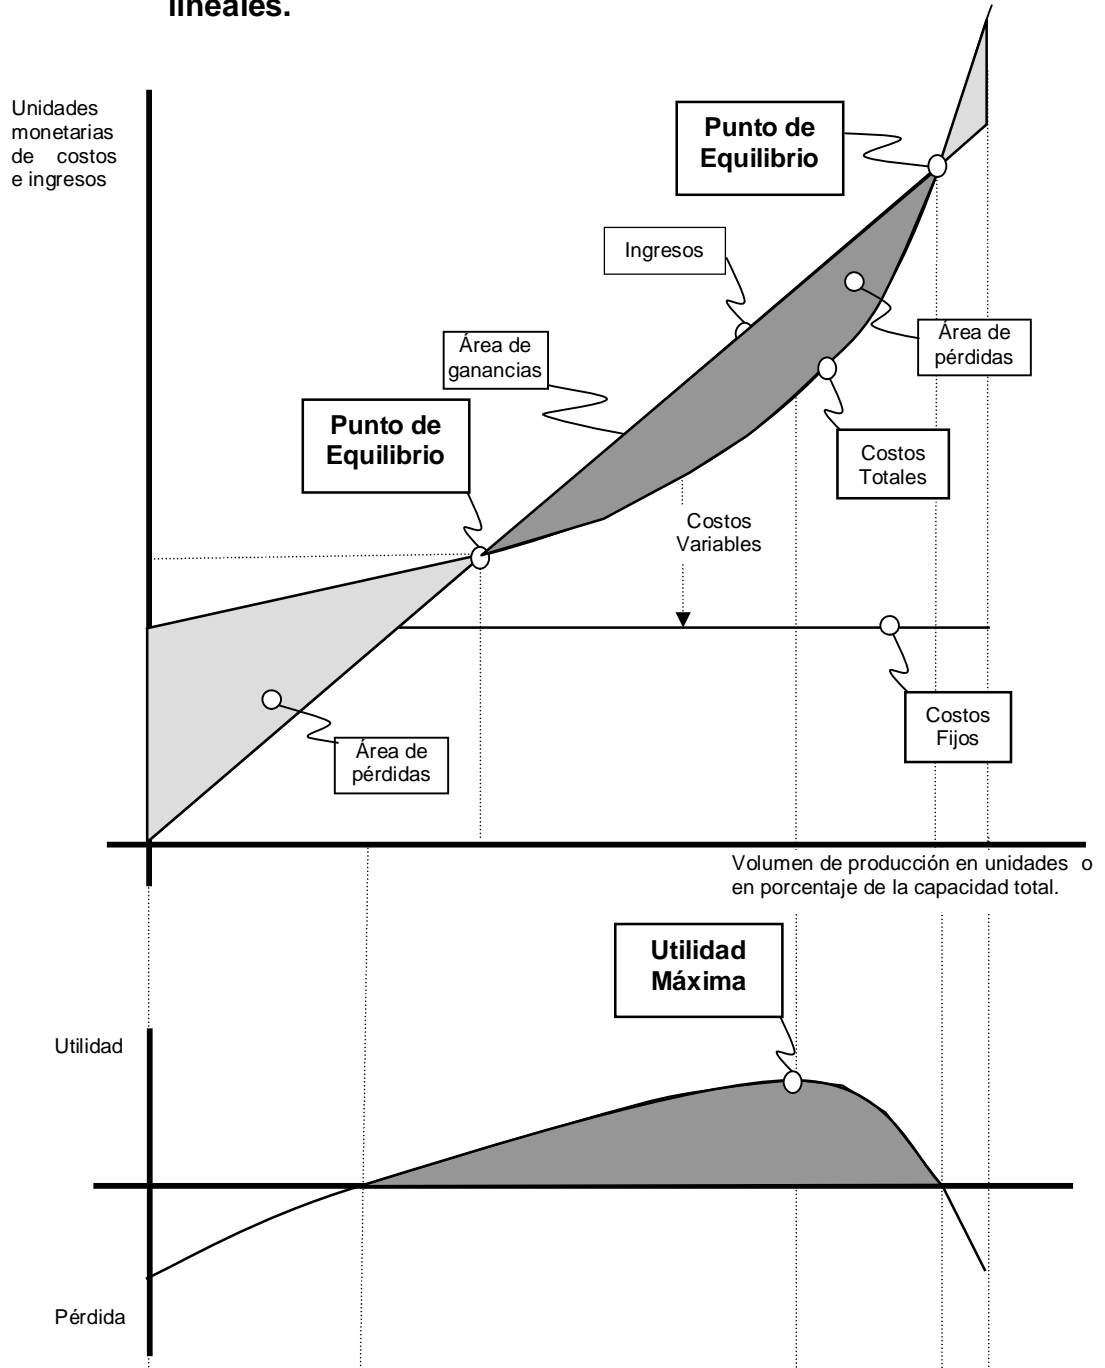 lineales.
Unidades
monetarias
de costos
e ingresos
Punto de
Equilibrio
Ingresos
Área de
ganancias
Área de
pérdidas
Punto de
Equilibrio
Costos
Totales
Costos
Variables
Costos
Fijos
Área de
pérdidas
Volumen de producción en unidades o
en porcentaje de la capacidad total.
Utilidad
Máxima
Utilidad
Pérdida